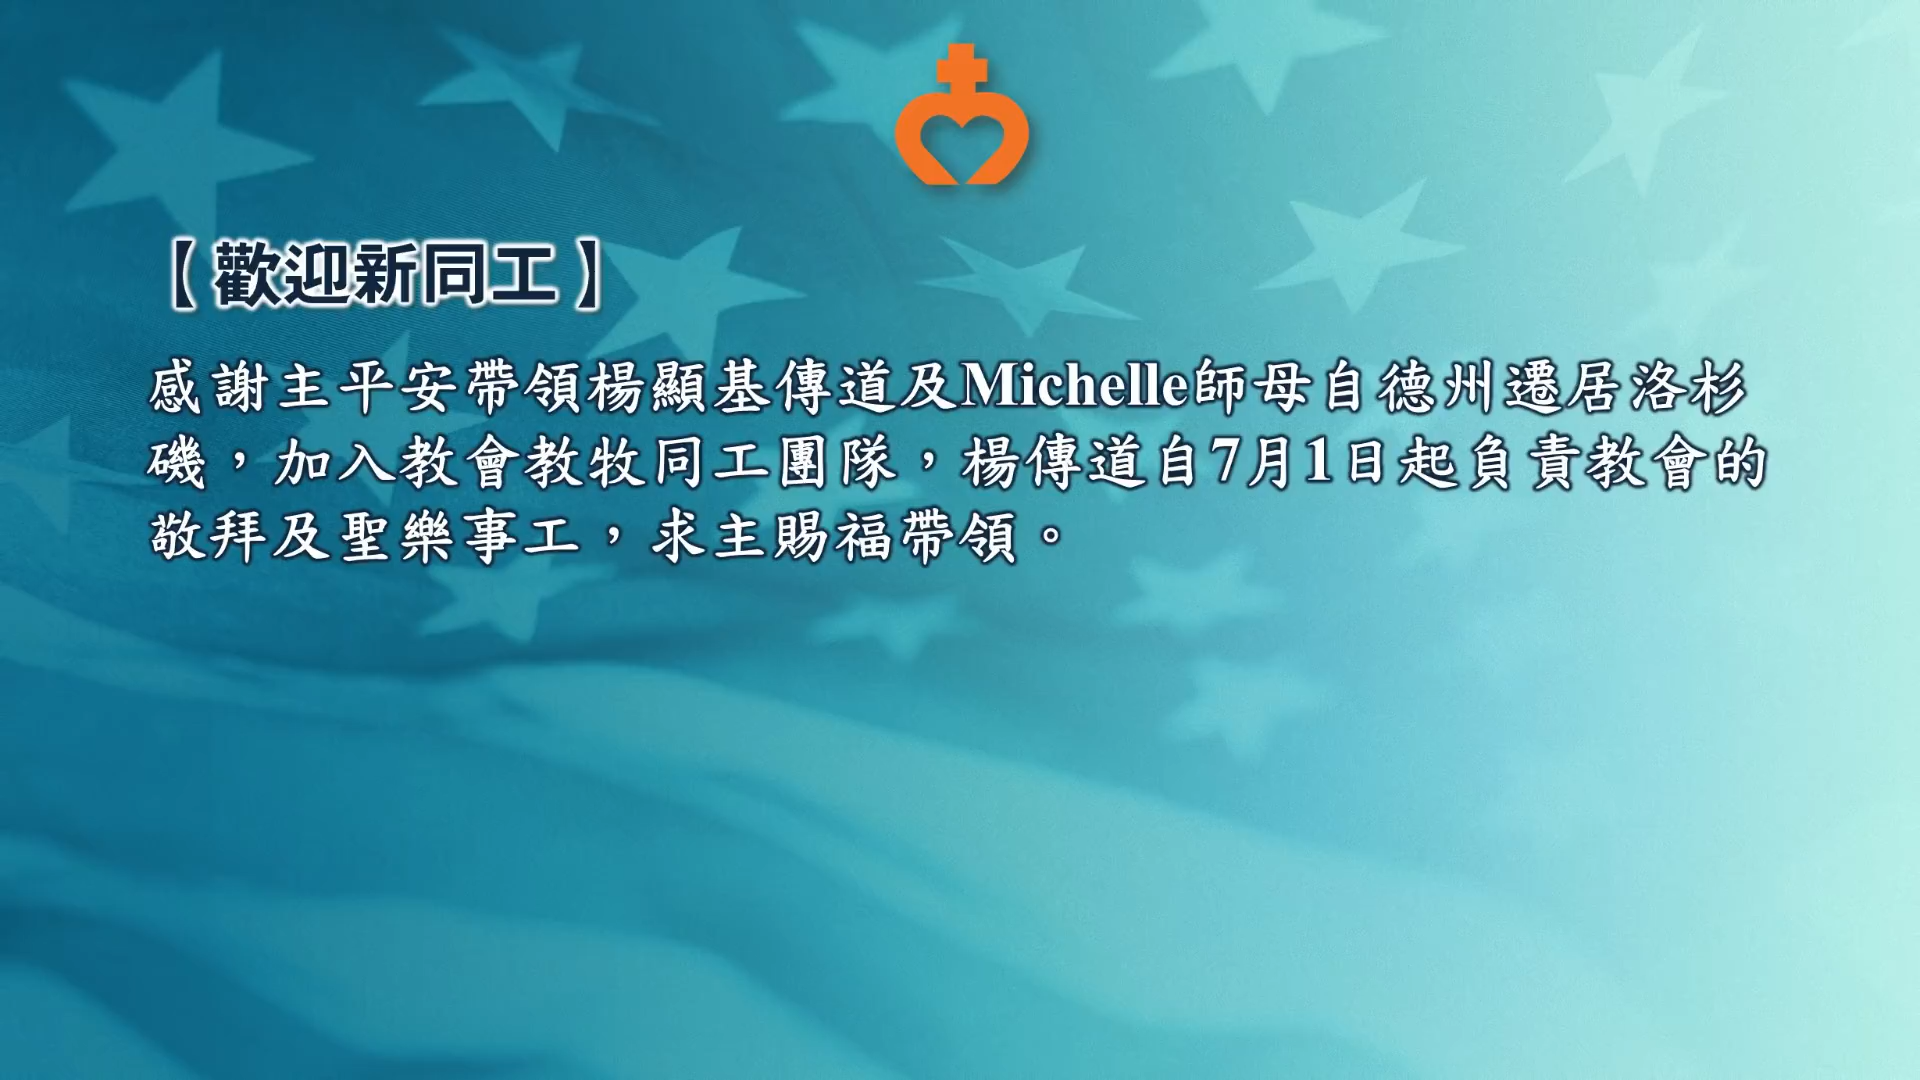 【歡迎新同工】
感謝主平安帶領楊顯基傳道及Michelle師母自德州遷居洛杉
磯，加入教會教牧同工團隊，楊傳道自7月1日起負責教會的
敬拜及聖樂事工，求主賜福帶領。